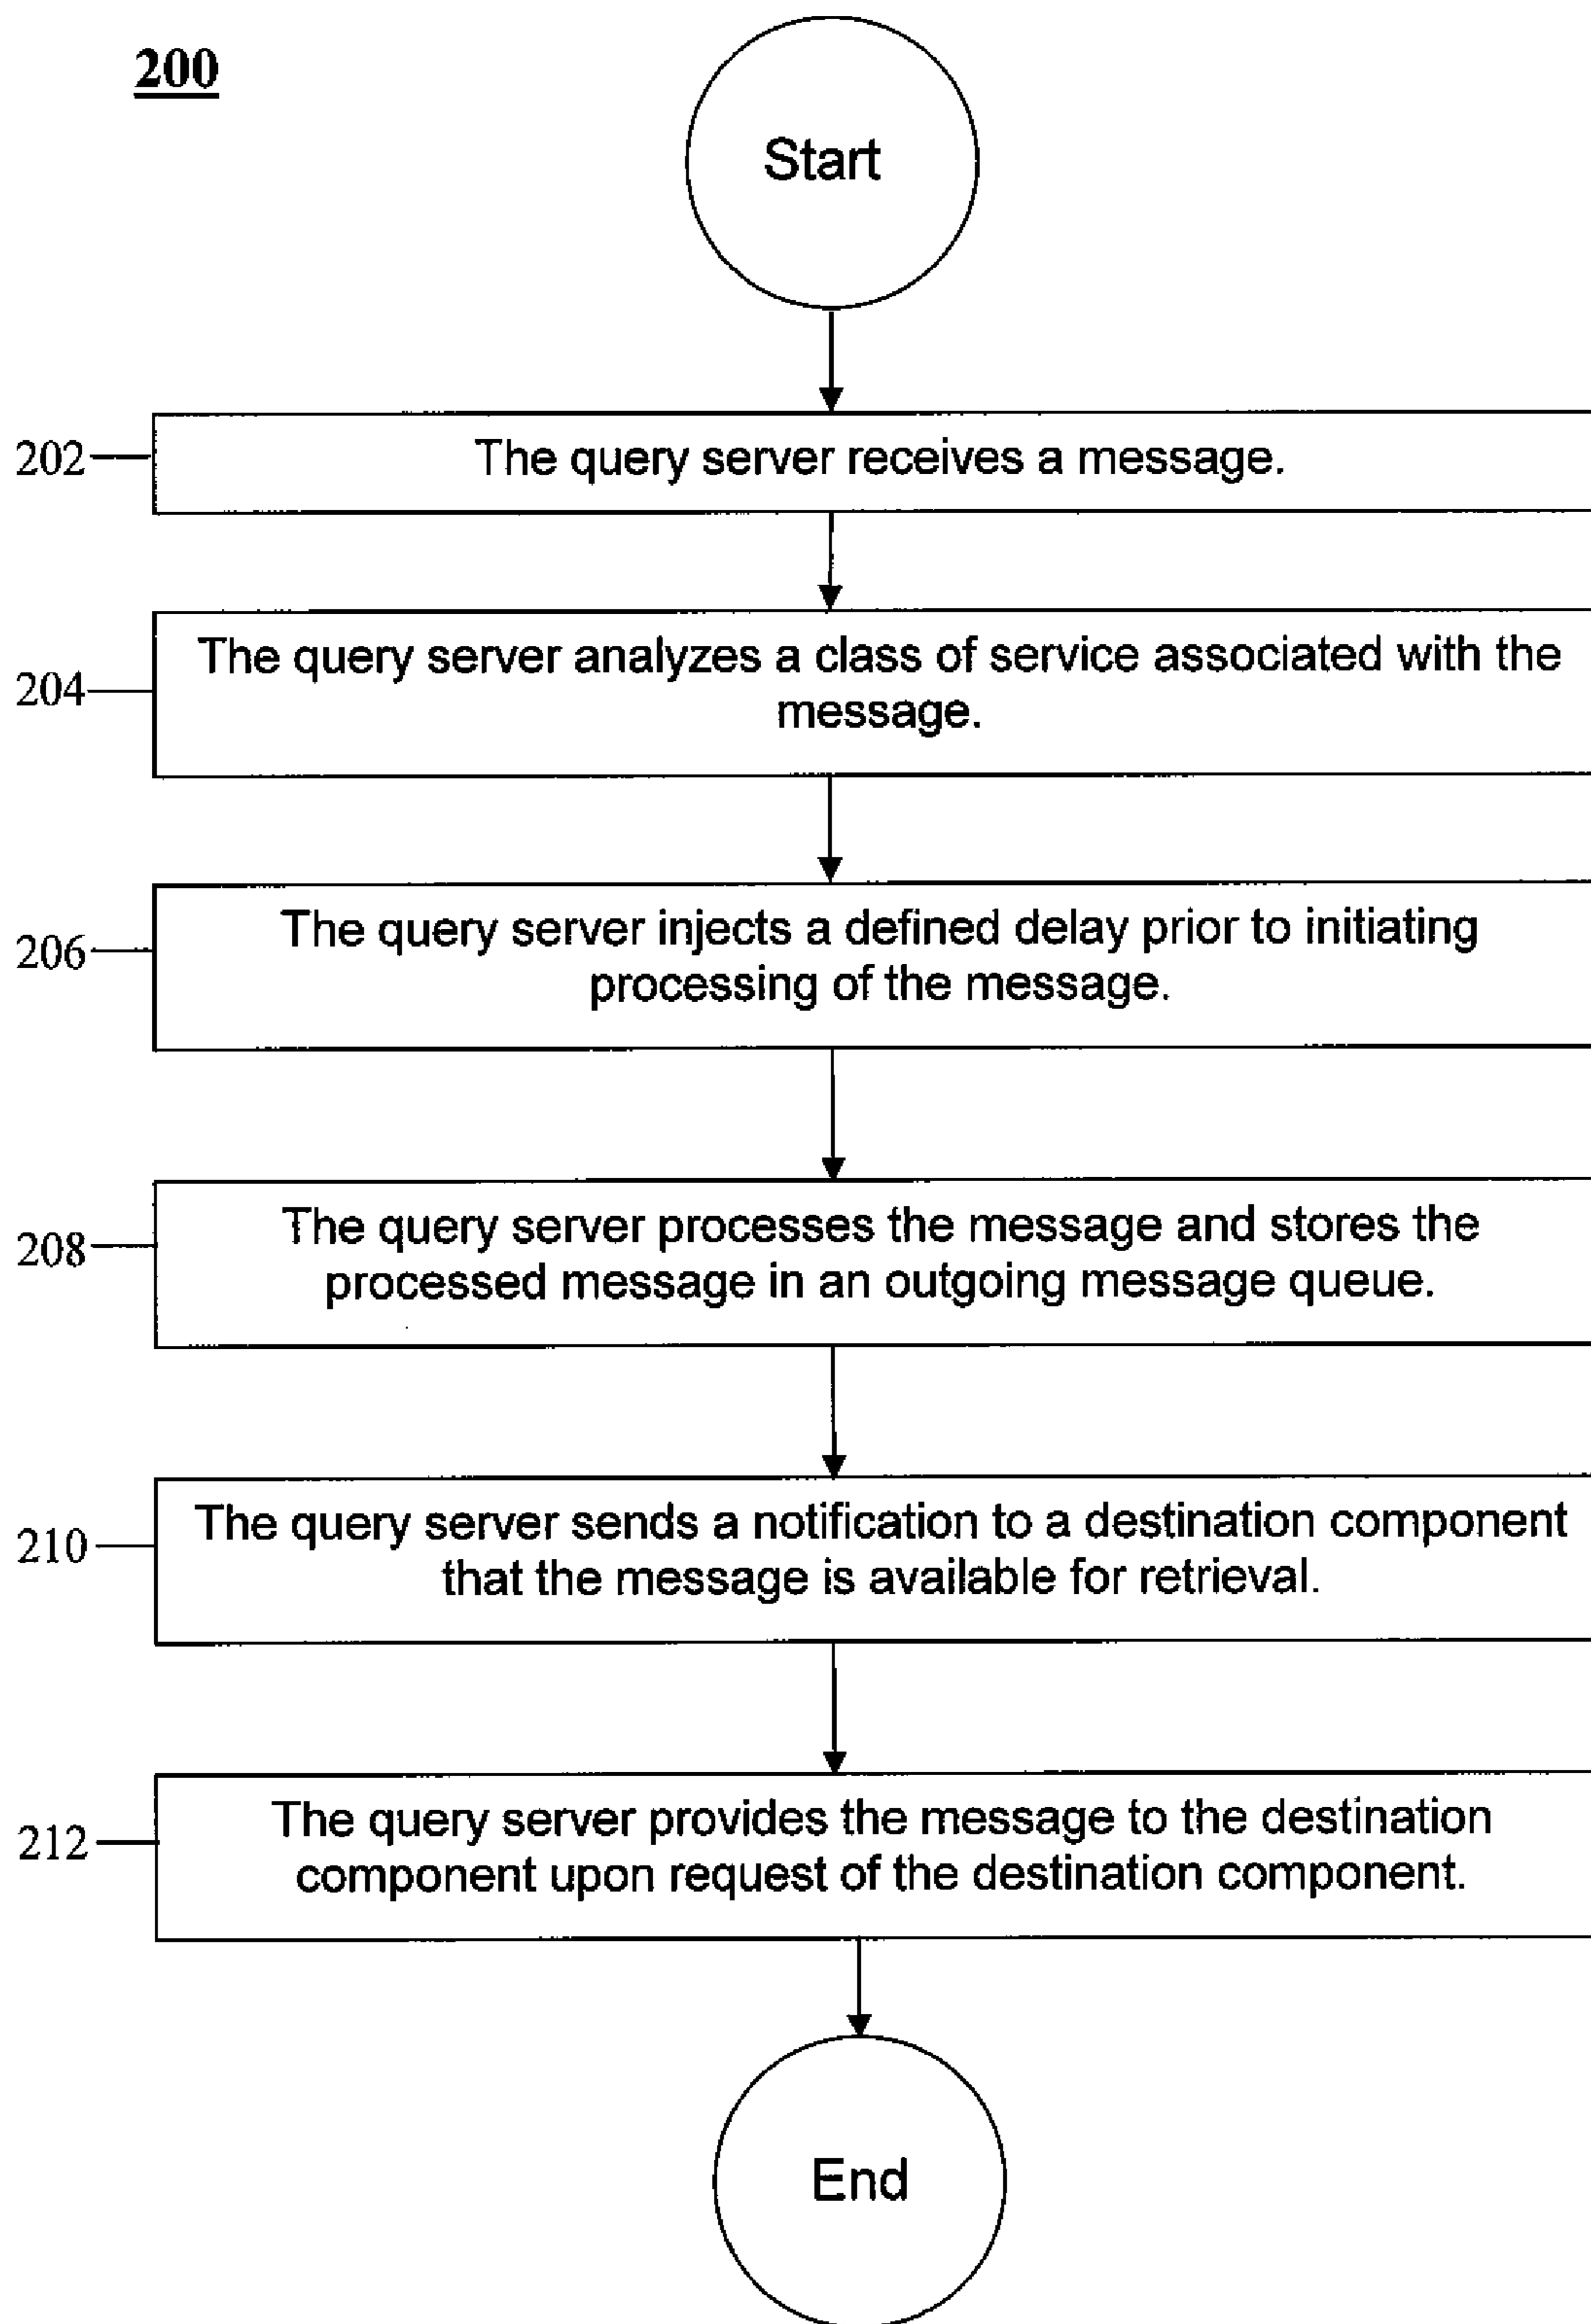 200
Start
202
The query server receives a message.
204
The query server analyzes a class of service associated with the
message.
206
The query server injects a defined delay prior to initiating
processing of the message.
208
The query server processes the message and stores the
processed message in an outgoing message queue.
210
The query server sends a notification to a destination component
that the message is available for retrieval.
212
The query server provides the message to the destination
component upon request of the destination component.
End